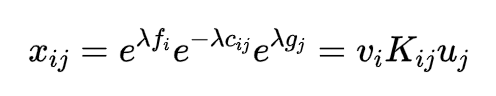 x_{ij} = e^{λf_i} e^{-λc_{ij}} e^{λg_j} = v_i K_{ij} u_j